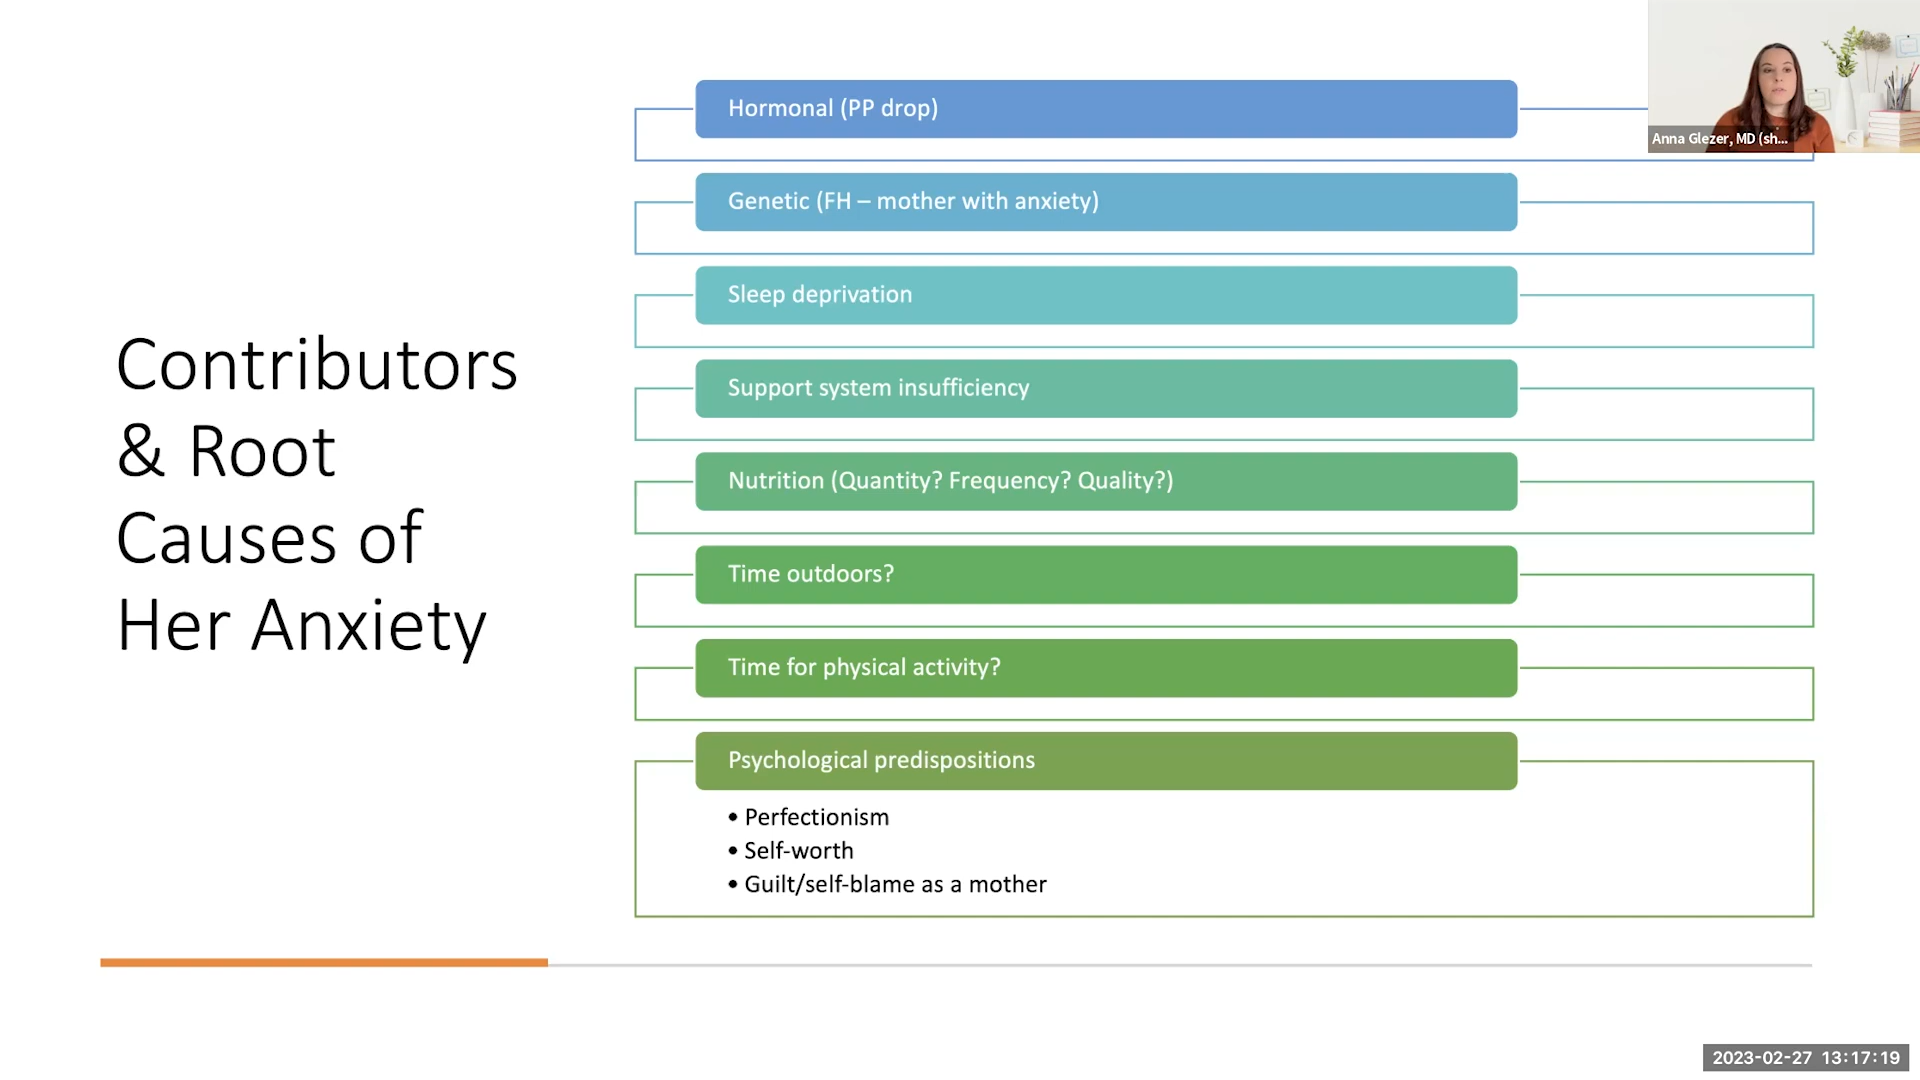 Contributors
& Root
Causes of
Her Anxiety
Hormonal (PP drop)
Genetic (FH – mother with anxiety)
Sleep deprivation
Support system insufficiency
Nutrition (Quantity? Frequency? Quality?)
Time outdoors?
Time for physical activity?
Psychological predispositions
• Perfectionism
• Self-worth
• Guilt/self-blame as a mother
Anna Glezer, MD (sh...
2023-02-27 13:17:19